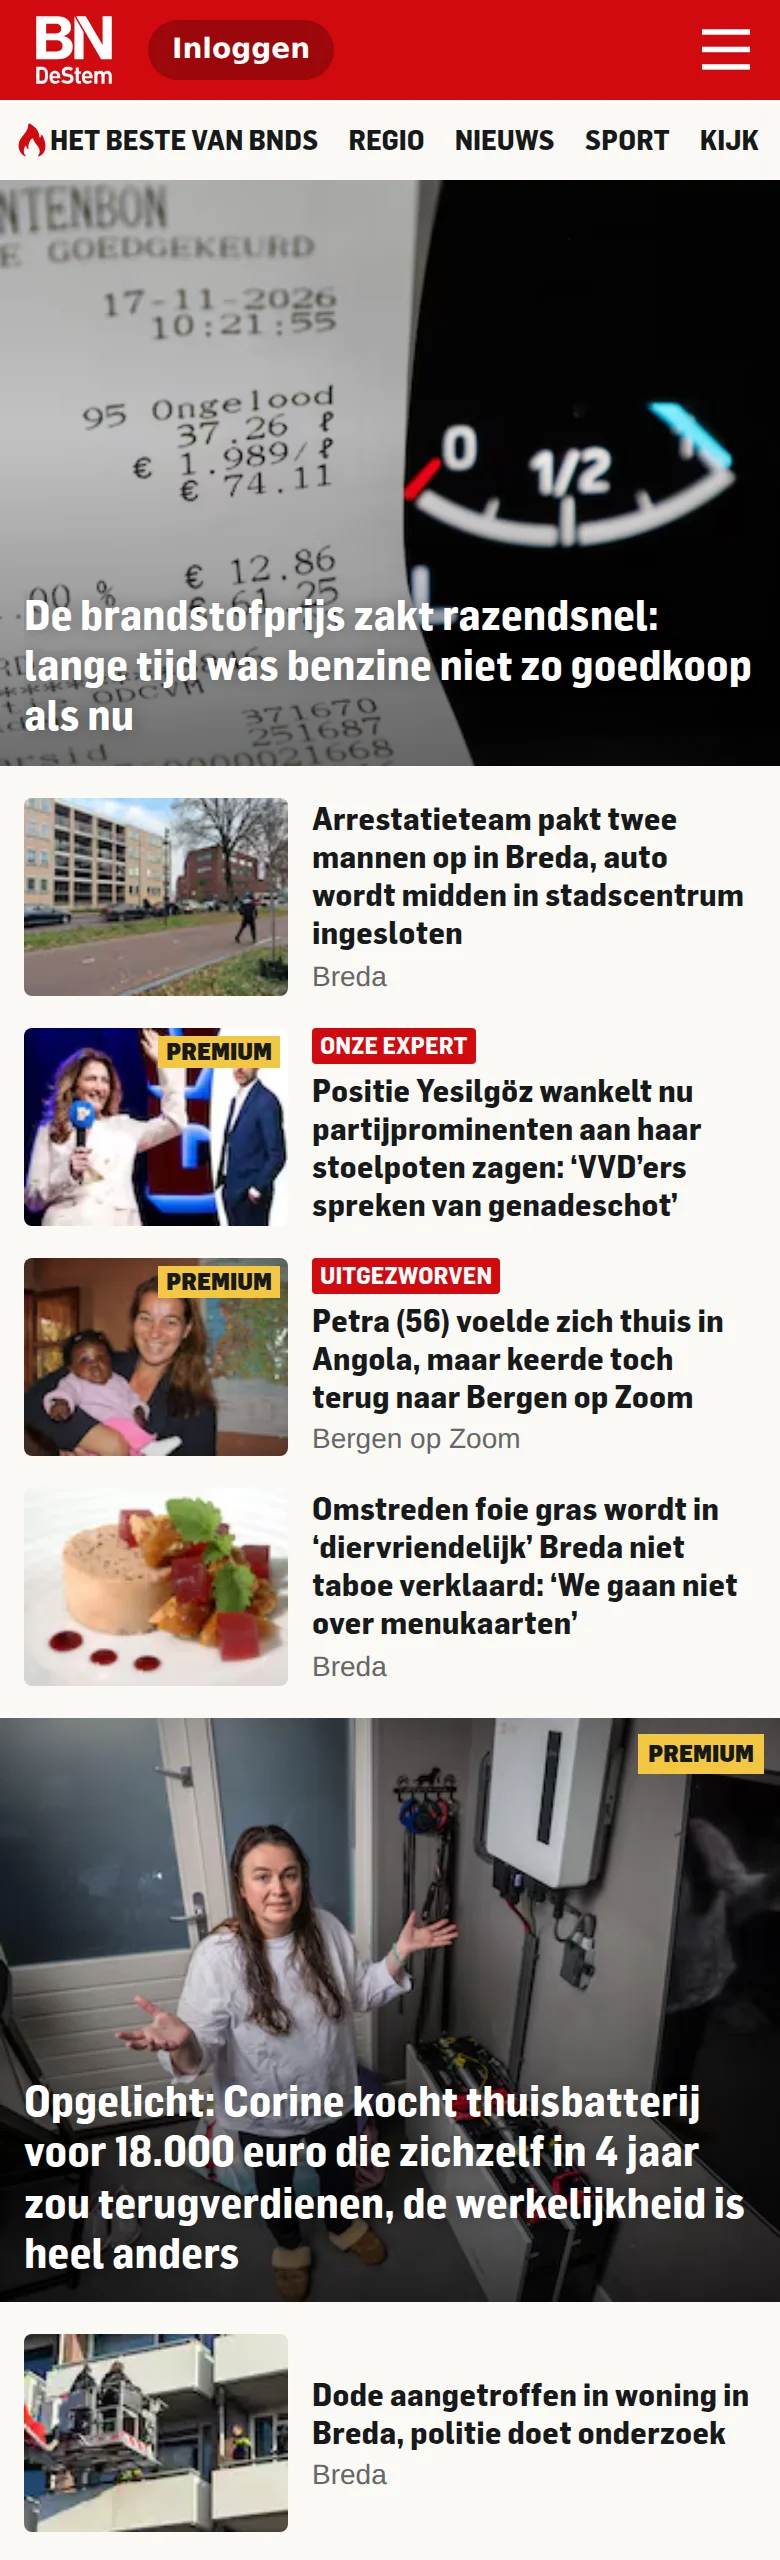 BN
DeStem
Inloggen
HET BESTE VAN BNDS REGIO NIEUWS SPORT KIJK
NTENBON
E GOEDGEKEURD
17-11-2026
10:21:55
95 Ongelood
37.26 ℓ
€ 1.989/ℓ
€ 74.11
€ 12.86
.00 % € 61.25
0 1/2
371670
251687
0000D21668
De brandstofprijs zakt razendsnel:
lange tijd was benzine niet zo goedkoop
als nu
Arrestatieteam pakt twee
mannen op in Breda, auto
wordt midden in stadscentrum
ingesloten
Breda
PREMIUM
ONZE EXPERT
Positie Yesilgöz wankelt nu
partijprominenten aan haar
stoelpoten zagen: ‘VVD’ers
spreken van genadeschot’
PREMIUM
UITGEZWORVEN
Petra (56) voelde zich thuis in
Angola, maar keerde toch
terug naar Bergen op Zoom
Bergen op Zoom
Omstreden foie gras wordt in
‘diervriendelijk’ Breda niet
taboe verklaard: ‘We gaan niet
over menukaarten’
Breda
PREMIUM
Opgelicht: Corine kocht thuisbatterij
voor 18.000 euro die zichzelf in 4 jaar
zou terugverdienen, de werkelijkheid is
heel anders
Dode aangetroffen in woning in
Breda, politie doet onderzoek
Breda